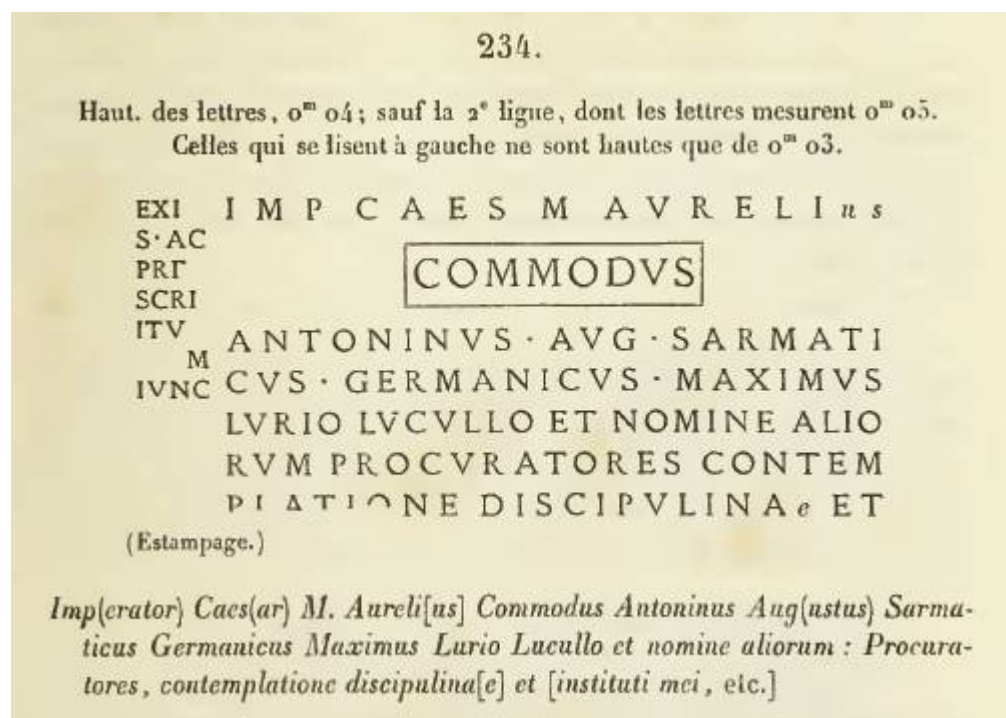 234.
Haut. des lettres, 0ᵐ 04; sauf la 2ᵉ ligne, dont les lettres mesurent 0ᵐ 05.
Celles qui se lisent à gauche ne sont hautes que de 0ᵐ 03.
EXI
S·AC
PRΓ
SCRI
ITV
M
IVNC
IMP CAES M AVRELIus
COMMODVS
ANTONINVS · AVG · SARMATI
CVS · GERMANICVS · MAXIMVS
LVRIO LVCVLLO ET NOMINE ALIO
RVM PROCVRATORES CONTEM
PLATIONE DISCIPVLINAe ET
(Estampage.)
Imp(erator) Caes(ar) M. Aureli[us] Commodus Antoninus Aug(ustus) Sarma-
ticus Germanicus Maximus Lurio Lucullo et nomine aliorum : Procura-
tores, contemplatione discipulina[e] et [instituti mei, etc.]